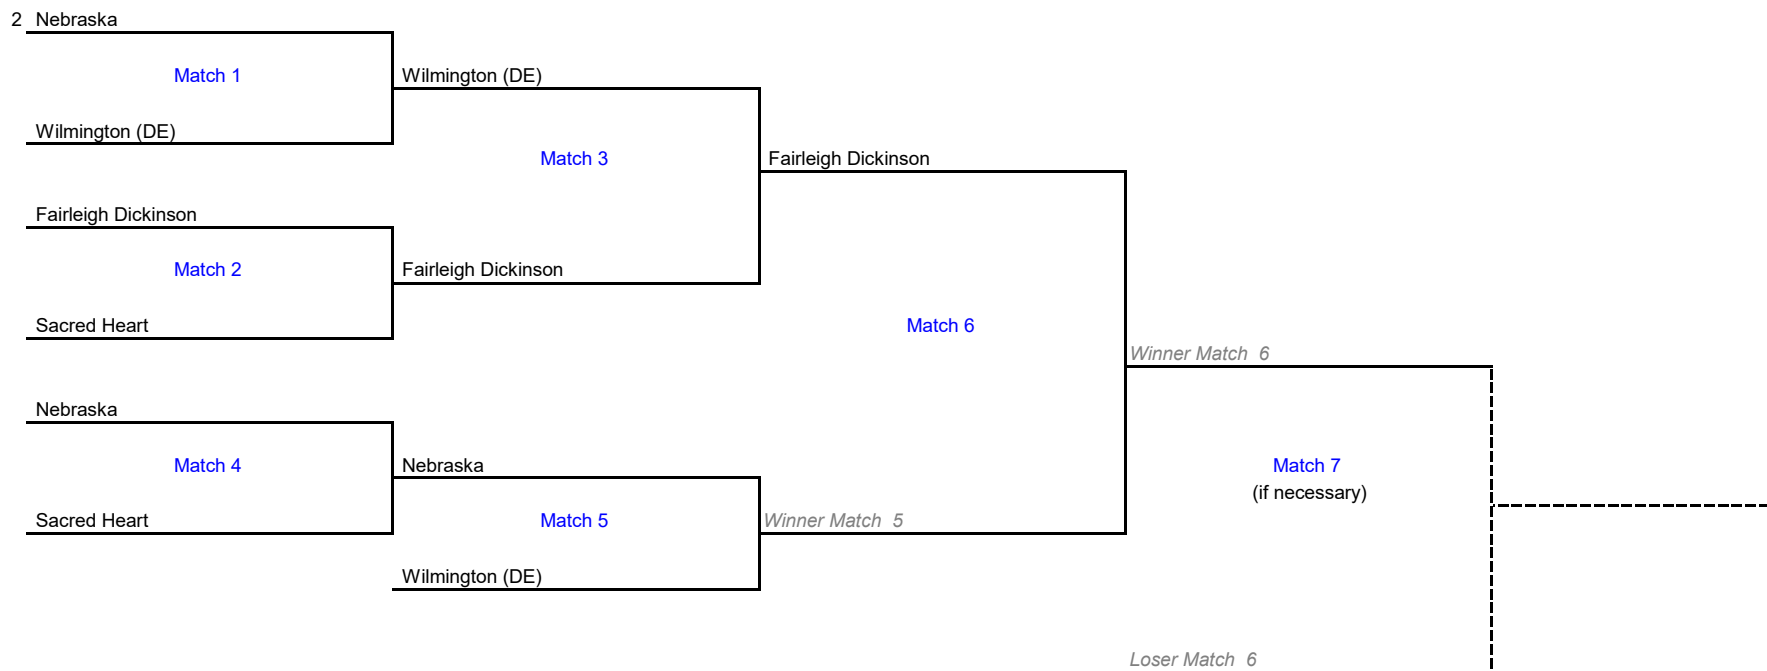 2 Nebraska
Match 1
Wilmington (DE)
Wilmington (DE)
Match 3
Fairleigh Dickinson
Fairleigh Dickinson
Match 2
Fairleigh Dickinson
Sacred Heart
Match 6
Winner Match 6
Nebraska
Match 4
Nebraska
Match 7
(if necessary)
Sacred Heart
Match 5
Winner Match 5
Wilmington (DE)
Loser Match 6